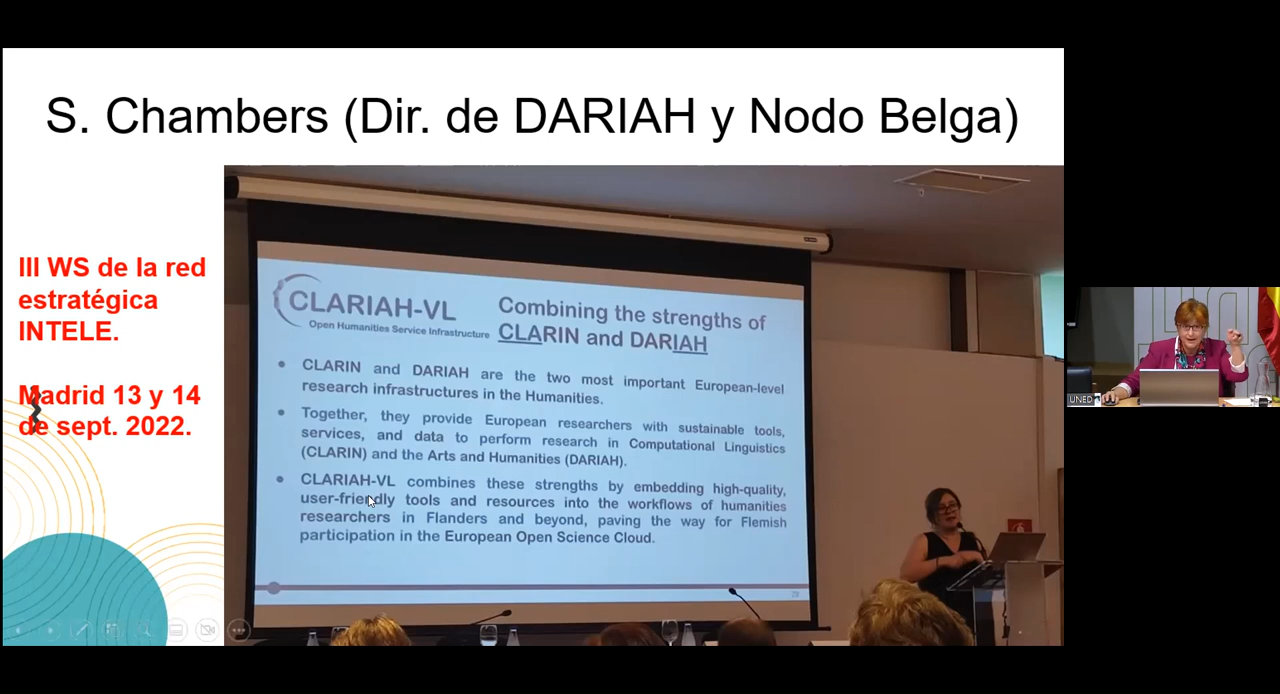 S. Chambers (Dir. de DARIAH y Nodo Belga)
III WS de la red
estratégica
INTELE.
Madrid 13 y 14
de sept. 2022.
CLARIAH-VL
Open Humanities Service Infrastructure
Combining the strengths of
CLARIN and DARIAH
• CLARIN and DARIAH are the two most important European-level
research infrastructures in the Humanities.
• Together, they provide European researchers with sustainable tools,
services, and data to perform research in Computational Linguistics
(CLARIN) and the Arts and Humanities (DARIAH).
• CLARIAH-VL combines these strengths by embedding high-quality,
user-friendly tools and resources into the workflows of humanities
researchers in Flanders and beyond, paving the way for Flemish
participation in the European Open Science Cloud.
UNED